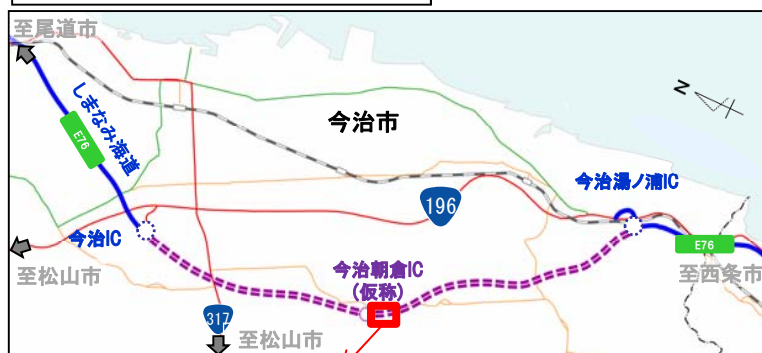 至尾道市
しまなみ海道
E76
今治市
N
196
今治湯ノ浦IC
今治IC
E76
至西条市
今治朝倉IC
(仮称)
至松山市
317
至松山市